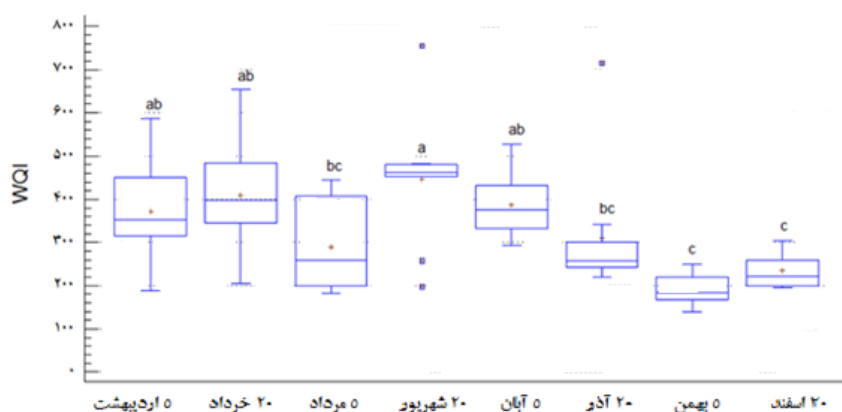 WQI
۸۰۰
۷۰۰
۶۰۰
۵۰۰
۴۰۰
۳۰۰
۲۰۰
۱۰۰
۰
ab
ab
bc
a
ab
bc
c
c
۵ اردیبهشت
۲۰ خرداد
۵ مرداد
۲۰ شهریور
۵ آبان
۲۰ آذر
۵ بهمن
۲۰ اسفند